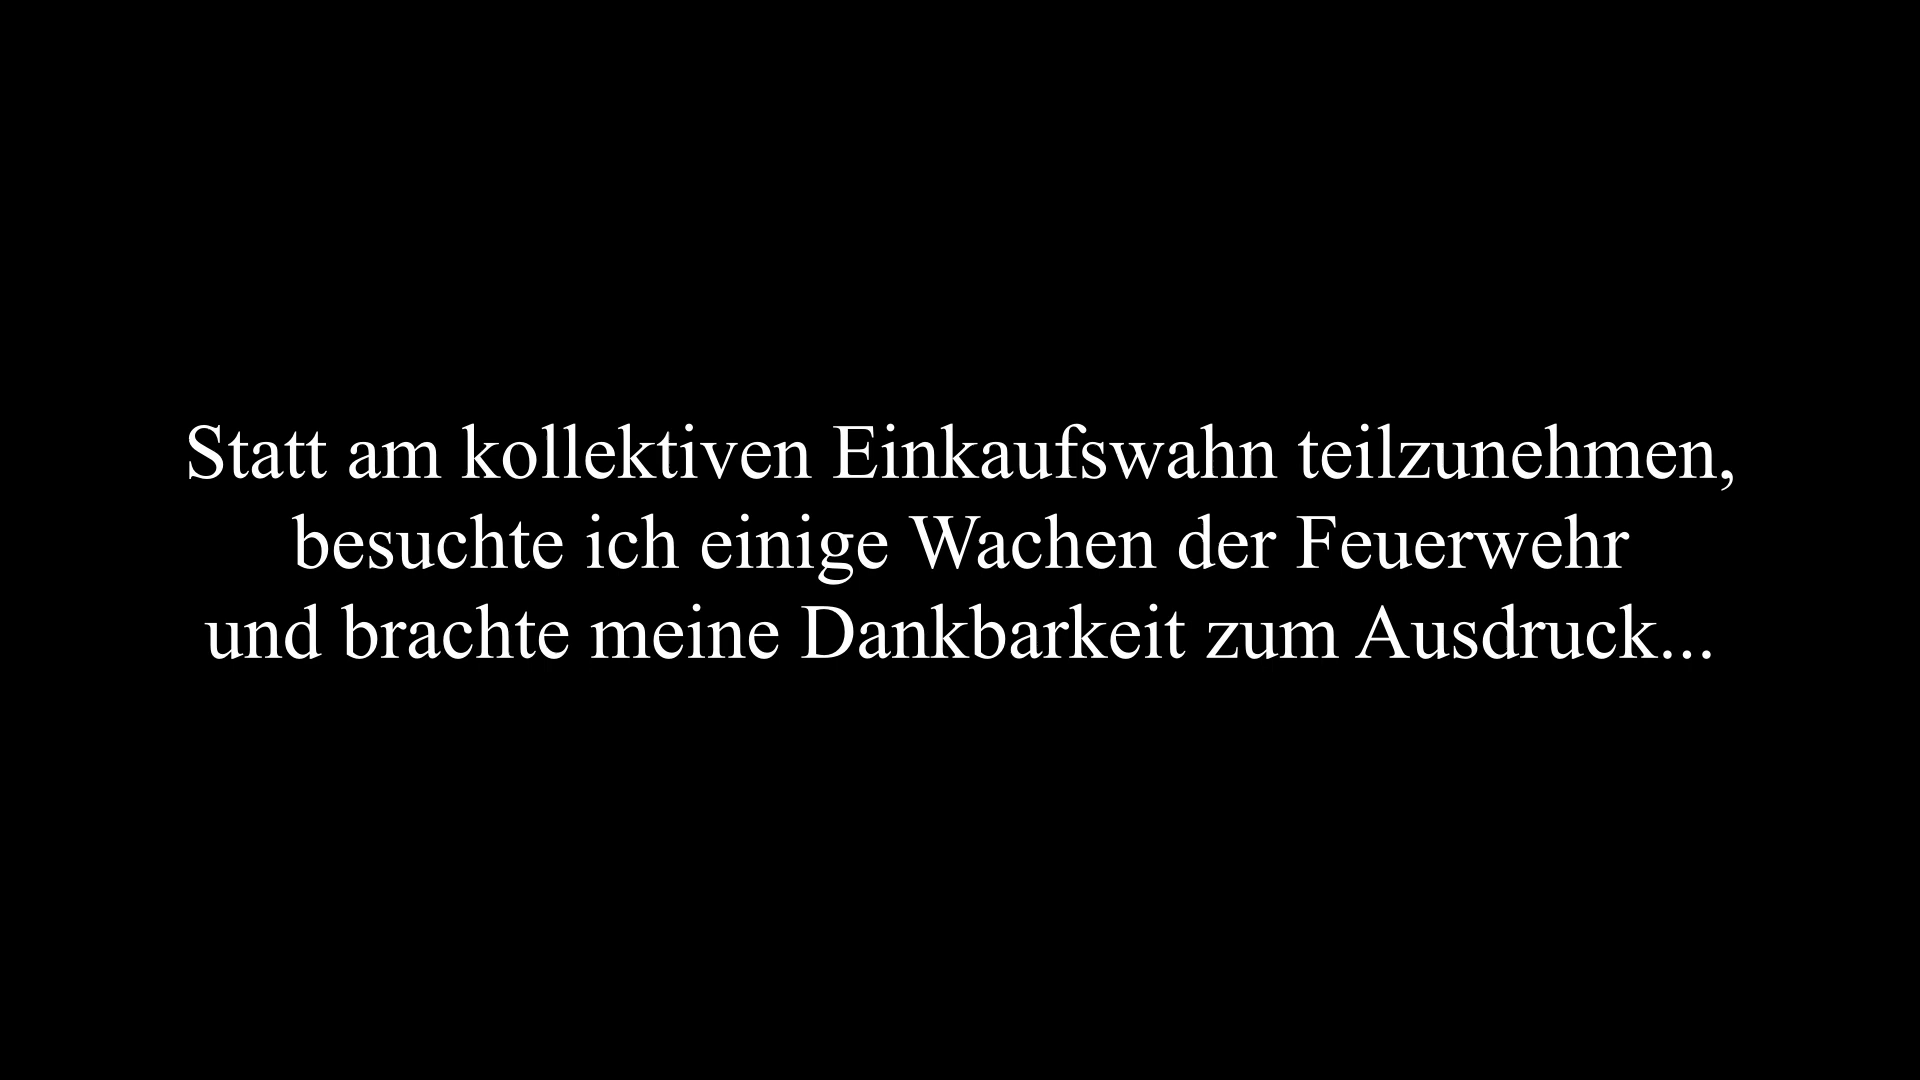 Statt am kollektiven Einkaufswahn teilzunehmen,
besuchte ich einige Wachen der Feuerwehr
und brachte meine Dankbarkeit zum Ausdruck...